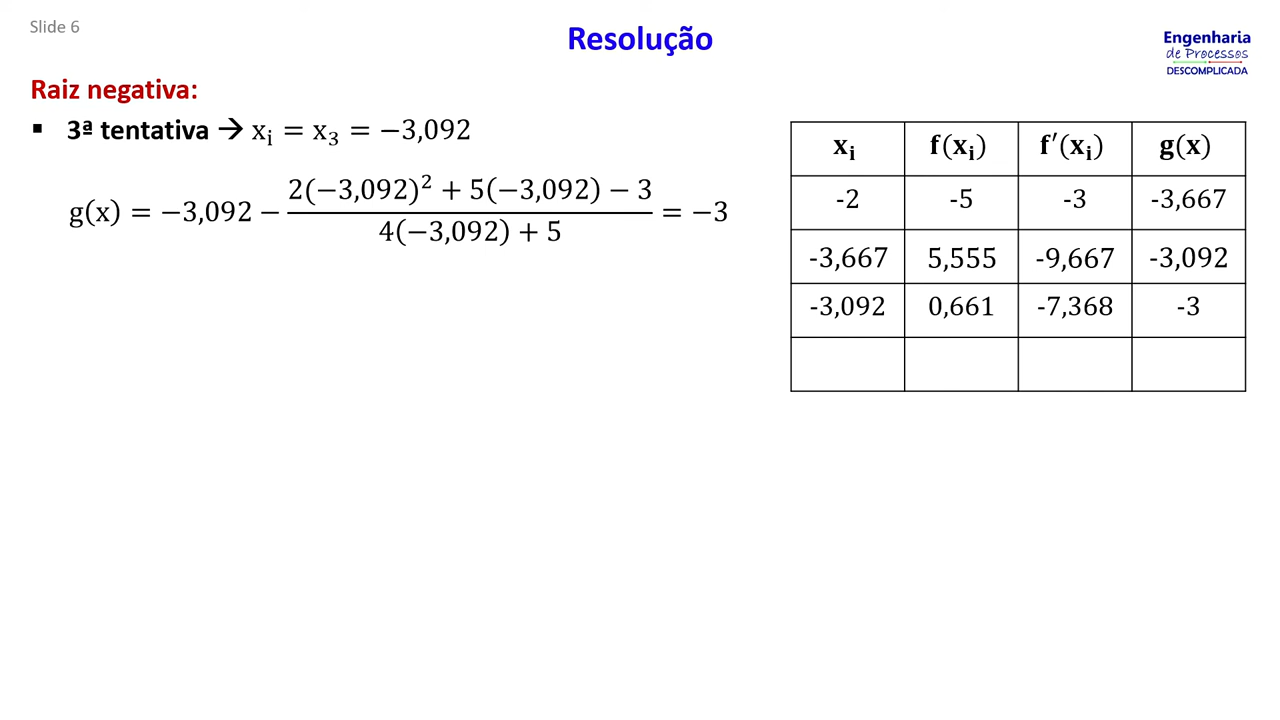 Slide 6
Resolução
Engenharia
de Processos
DESCOMPLICADA
Raiz negativa:
▪ 3ª tentativa → xᵢ = x₃ = −3,092
g(x) = −3,092 − (2(−3,092)² + 5(−3,092) − 3) / (4(−3,092) + 5) = −3
xᵢ f(xᵢ) f′(xᵢ) g(x)
-2 -5 -3 -3,667
-3,667 5,555 -9,667 -3,092
-3,092 0,661 -7,368 -3